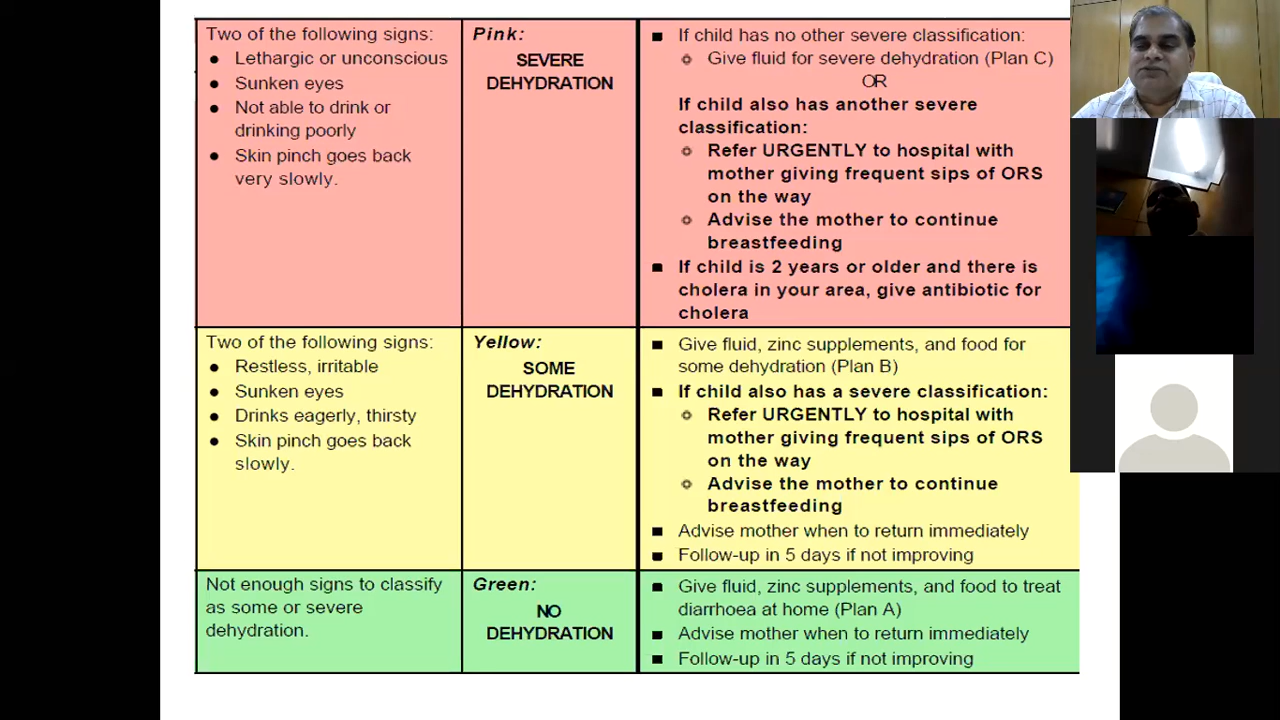 Two of the following signs:
● Lethargic or unconscious
● Sunken eyes
● Not able to drink or
drinking poorly
● Skin pinch goes back
very slowly.
Pink:
SEVERE
DEHYDRATION
■ If child has no other severe classification:
Give fluid for severe dehydration (Plan C)
OR
If child also has another severe
classification:
Refer URGENTLY to hospital with
mother giving frequent sips of ORS
on the way
Advise the mother to continue
breastfeeding
■ If child is 2 years or older and there is
cholera in your area, give antibiotic for
cholera
Two of the following signs:
● Restless, irritable
● Sunken eyes
● Drinks eagerly, thirsty
● Skin pinch goes back
slowly.
Yellow:
SOME
DEHYDRATION
■ Give fluid, zinc supplements, and food for
some dehydration (Plan B)
■ If child also has a severe classification:
Refer URGENTLY to hospital with
mother giving frequent sips of ORS
on the way
Advise the mother to continue
breastfeeding
■ Advise mother when to return immediately
■ Follow-up in 5 days if not improving
Not enough signs to classify
as some or severe
dehydration.
Green:
NO
DEHYDRATION
■ Give fluid, zinc supplements, and food to treat
diarrhoea at home (Plan A)
■ Advise mother when to return immediately
■ Follow-up in 5 days if not improving